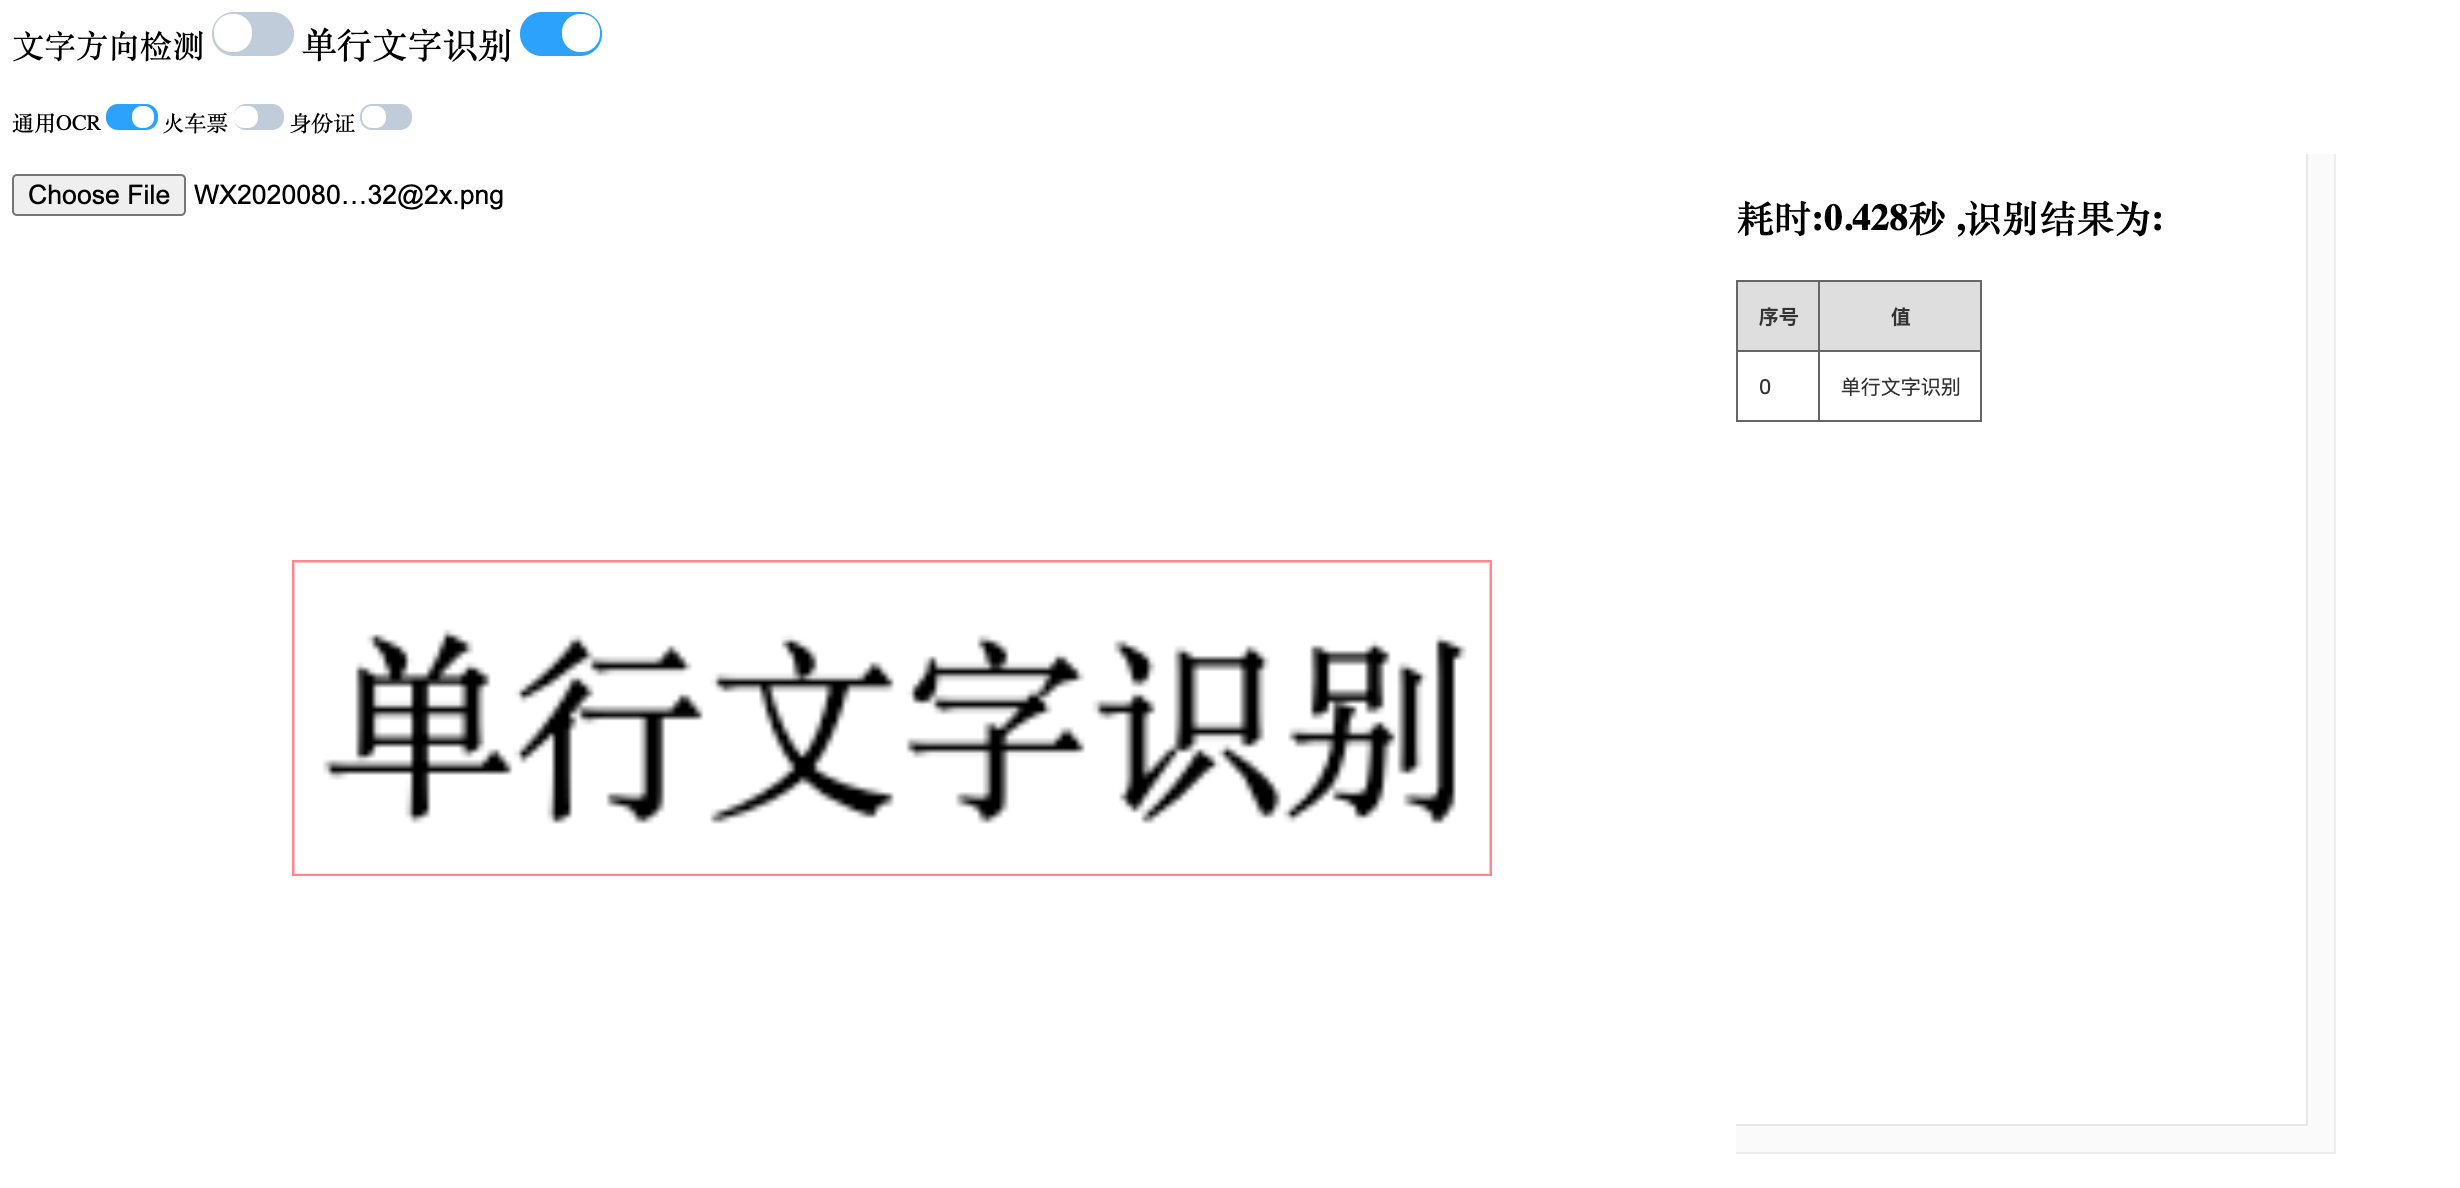 文字方向检测 单行文字识别
通用OCR 火车票 身份证
Choose File WX2020080…32@2x.png
耗时:0.428秒 ,识别结果为:
序号 值
0 单行文字识别
单行文字识别